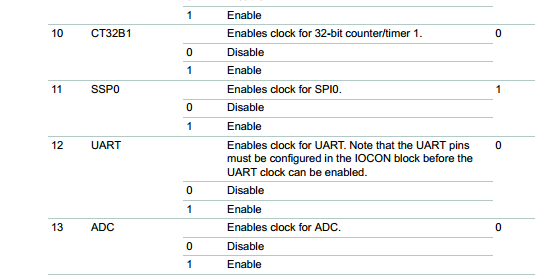 1 Enable
10 CT32B1 Enables clock for 32-bit counter/timer 1. 0
0 Disable
1 Enable
11 SSP0 Enables clock for SPI0. 1
0 Disable
1 Enable
12 UART Enables clock for UART. Note that the UART pins 0
must be configured in the IOCON block before the
UART clock can be enabled.
0 Disable
1 Enable
13 ADC Enables clock for ADC. 0
0 Disable
1 Enable